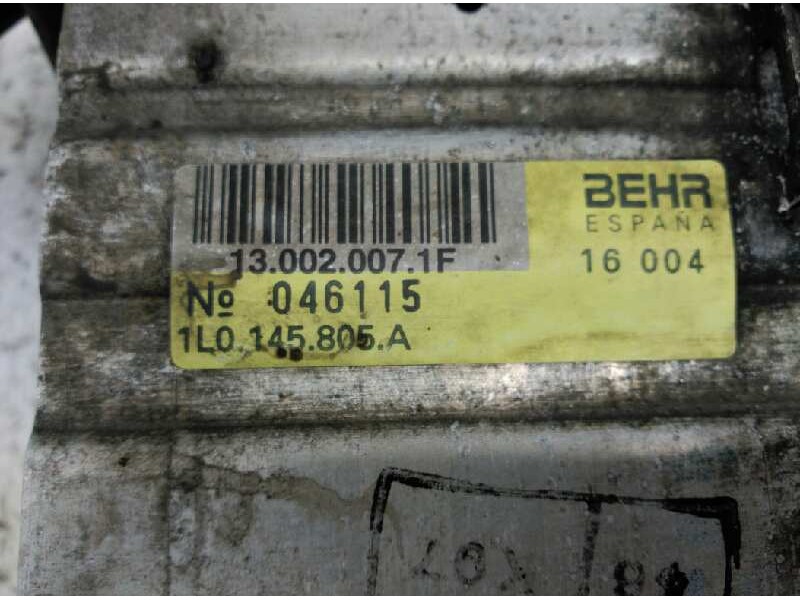 BEHR
ESPAÑA
13.002.007.1F
16 004
Nº 046115
1L0.145.805.A